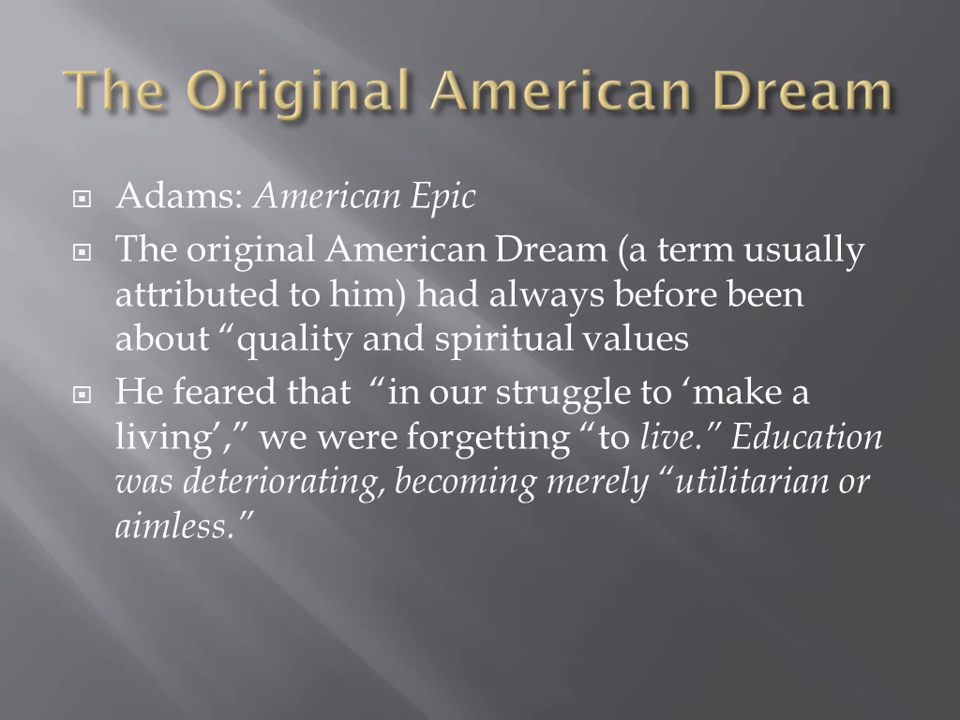 The Original American Dream
Adams: American Epic
The original American Dream (a term usually
attributed to him) had always before been
about “quality and spiritual values
He feared that  “in our struggle to ‘make a
living’,” we were forgetting “to live.” Education
was deteriorating, becoming merely “utilitarian or
aimless.”